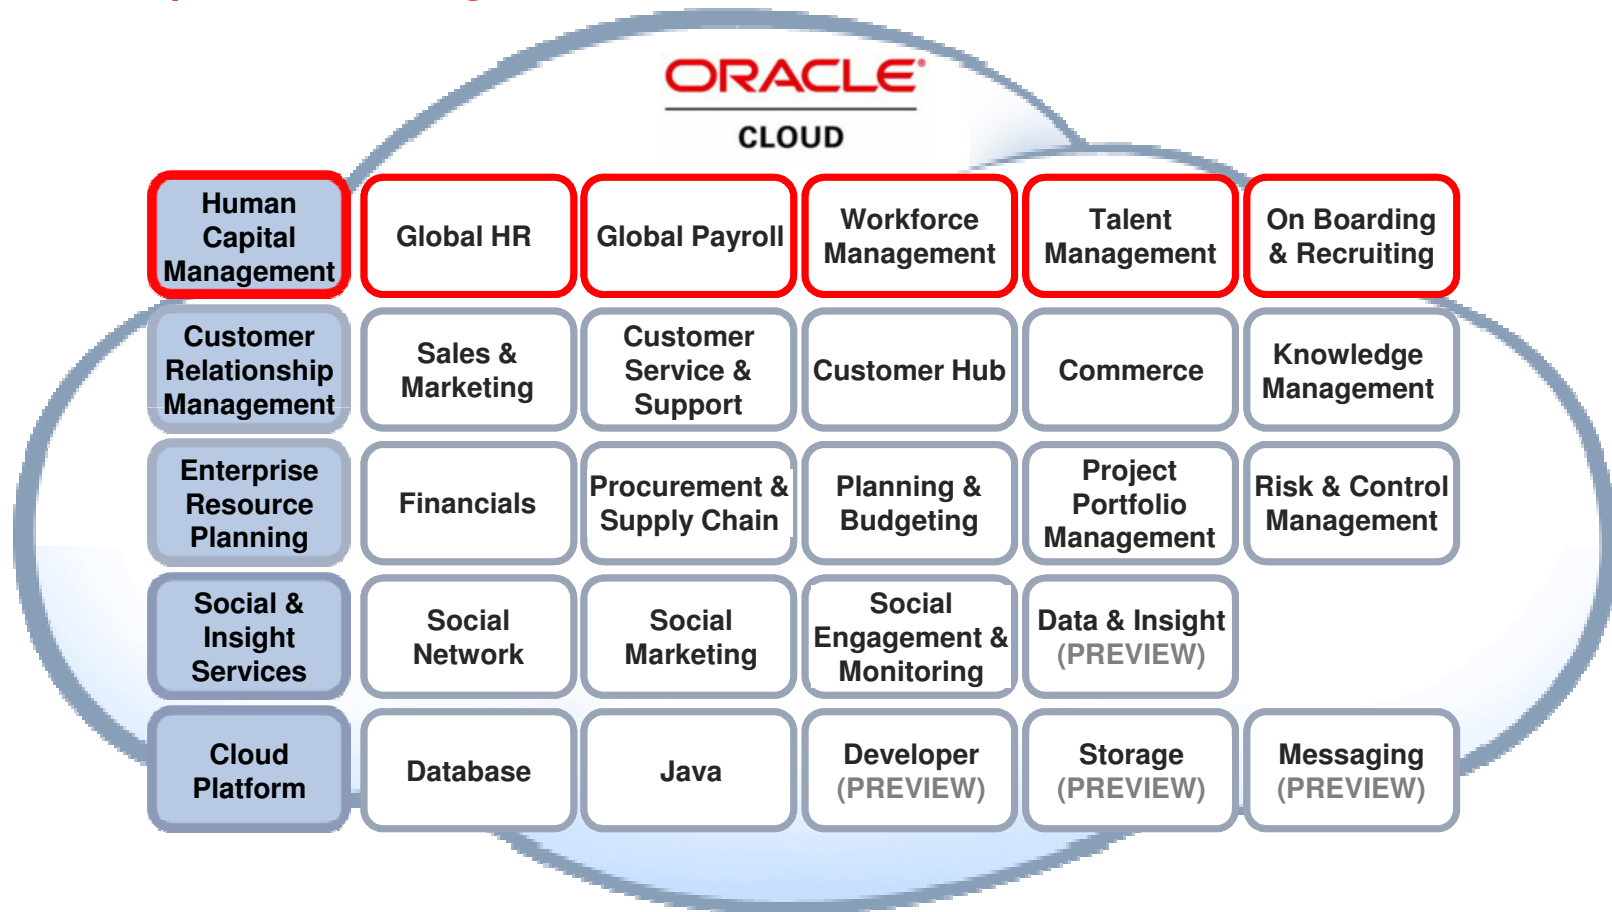 ORACLE
CLOUD
Human
Capital
Management
Global HR
Global Payroll
Workforce
Management
Talent
Management
On Boarding
& Recruiting
Customer
Relationship
Management
Sales &
Marketing
Customer
Service &
Support
Customer Hub
Commerce
Knowledge
Management
Enterprise
Resource
Planning
Financials
Procurement &
Supply Chain
Planning &
Budgeting
Project
Portfolio
Management
Risk & Control
Management
Social &
Insight
Services
Social
Network
Social
Marketing
Social
Engagement &
Monitoring
Data & Insight
(PREVIEW)
Cloud
Platform
Database
Java
Developer
(PREVIEW)
Storage
(PREVIEW)
Messaging
(PREVIEW)